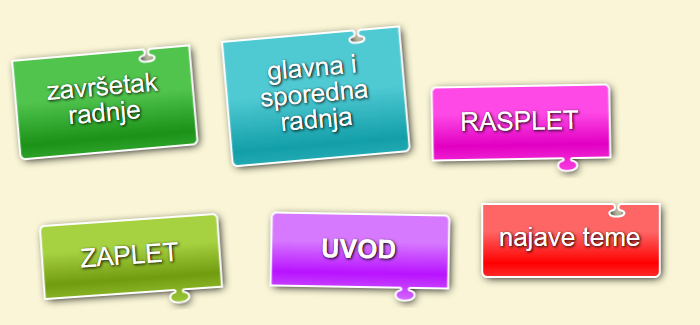 završetak
radnje
glavna i
sporedna
radnja
RASPLET
ZAPLET
UVOD
najave teme